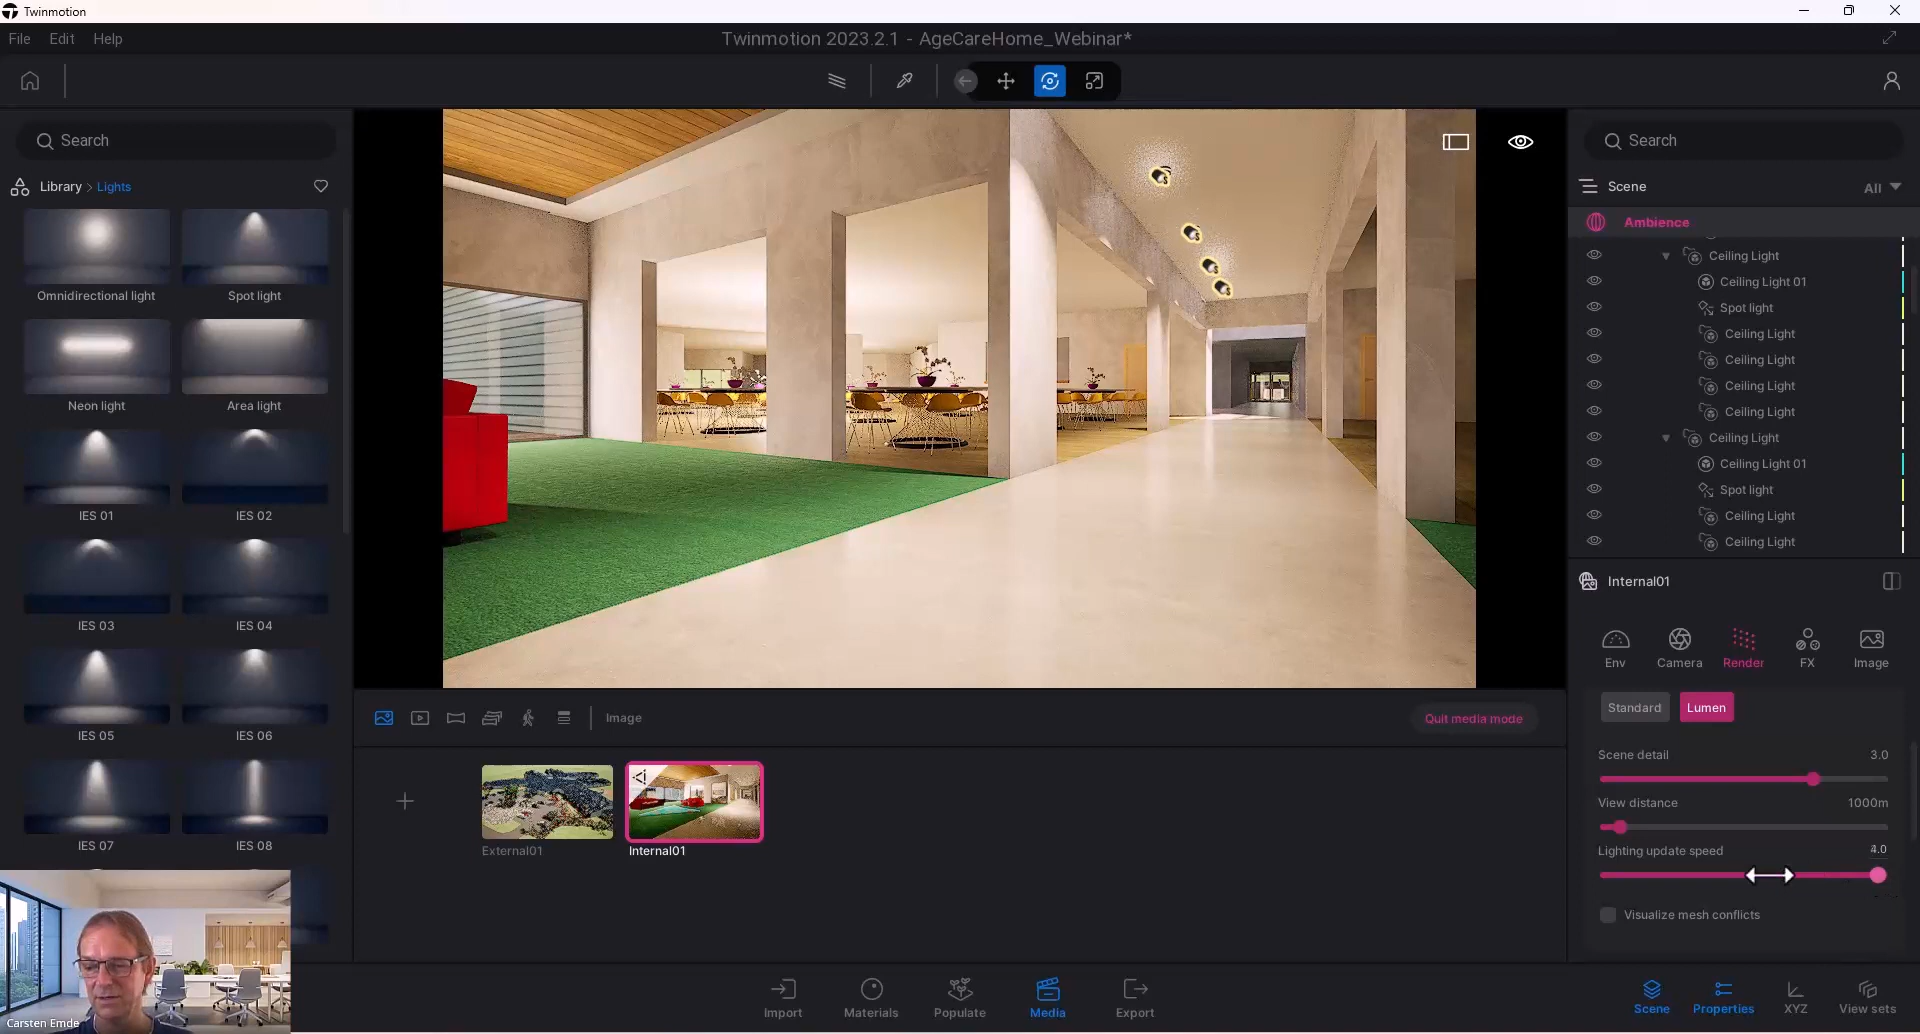 Twinmotion
File Edit Help
Twinmotion 2023.2.1 - AgeCareHome_Webinar*
Search
Library > Lights
Omnidirectional light
Spot light
Neon light
Area light
IES 01
IES 02
IES 03
IES 04
IES 05
IES 06
IES 07
IES 08
Carsten Emde
Image
Quit media mode
External01
Internal01
Import
Materials
Populate
Media
Export
Search
Scene
All
Ambience
Ceiling Light
Ceiling Light 01
Spot light
Ceiling Light
Ceiling Light
Ceiling Light
Ceiling Light
Ceiling Light
Ceiling Light 01
Spot light
Ceiling Light
Ceiling Light
Internal01
Env
Camera
Render
FX
Image
Standard
Lumen
Scene detail 3.0
View distance 1000m
Lighting update speed 4.0
Visualize mesh conflicts
Scene
Properties
XYZ
View sets